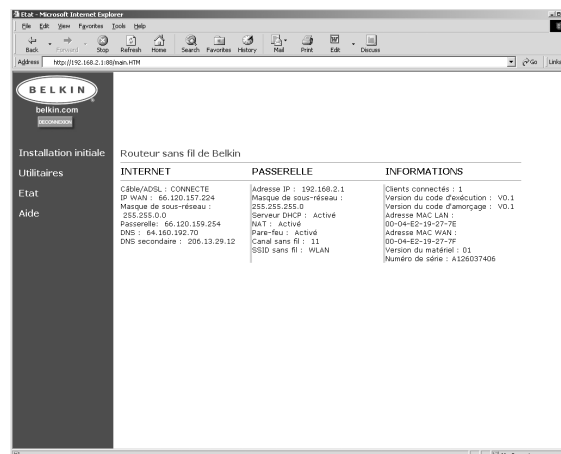 Etat - Microsoft Internet Explorer
File Edit View Favorites Tools Help
Back Forward Stop Refresh Home Search Favorites History Mail Print Edit Discuss
Address http://192.168.2.1:88/main.HTM Go Links
BELKIN
belkin.com
DECONNEXION
Installation initiale
Utilitaires
Etat
Aide
Routeur sans fil de Belkin
INTERNET
Câble/ADSL : CONNECTE
IP WAN : 66.120.157.224
Masque de sous-réseau :
255.255.0.0
Passerelle: 66.120.159.254
DNS : 64.160.192.70
DNS secondaire : 206.13.29.12
PASSERELLE
Adresse IP : 192.168.2.1
Masque de sous-réseau :
255.255.255.0
Serveur DHCP : Activé
NAT : Activé
Pare-feu : Activé
Canal sans fil : 11
SSID sans fil : WLAN
INFORMATIONS
Clients connectés : 1
Version du code d'exécution : V0.1
Version du code d'amorçage : V0.1
Adresse MAC LAN :
00-04-E2-19-27-7E
Adresse MAC WAN :
00-04-E2-19-27-7F
Version du matériel : 01
Numéro de série : A126037406